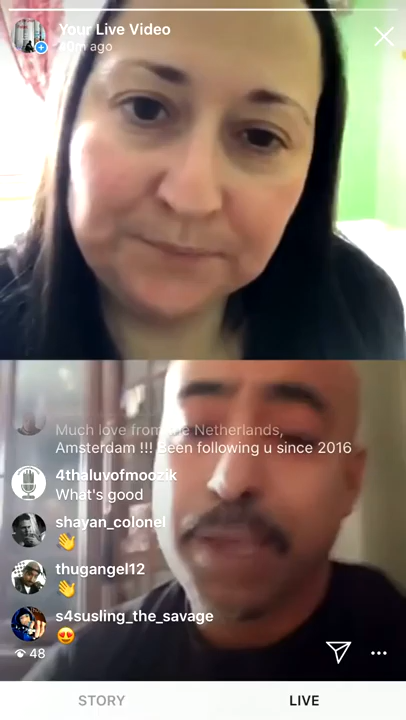 Your Live Video
40m ago
Much love from the Netherlands,
Amsterdam !!! Been following u since 2016
4thaluvofmoozik
What's good
shayan_colonel
👋
thugangel12
👋
s4susling_the_savage
😍
48
STORY
LIVE